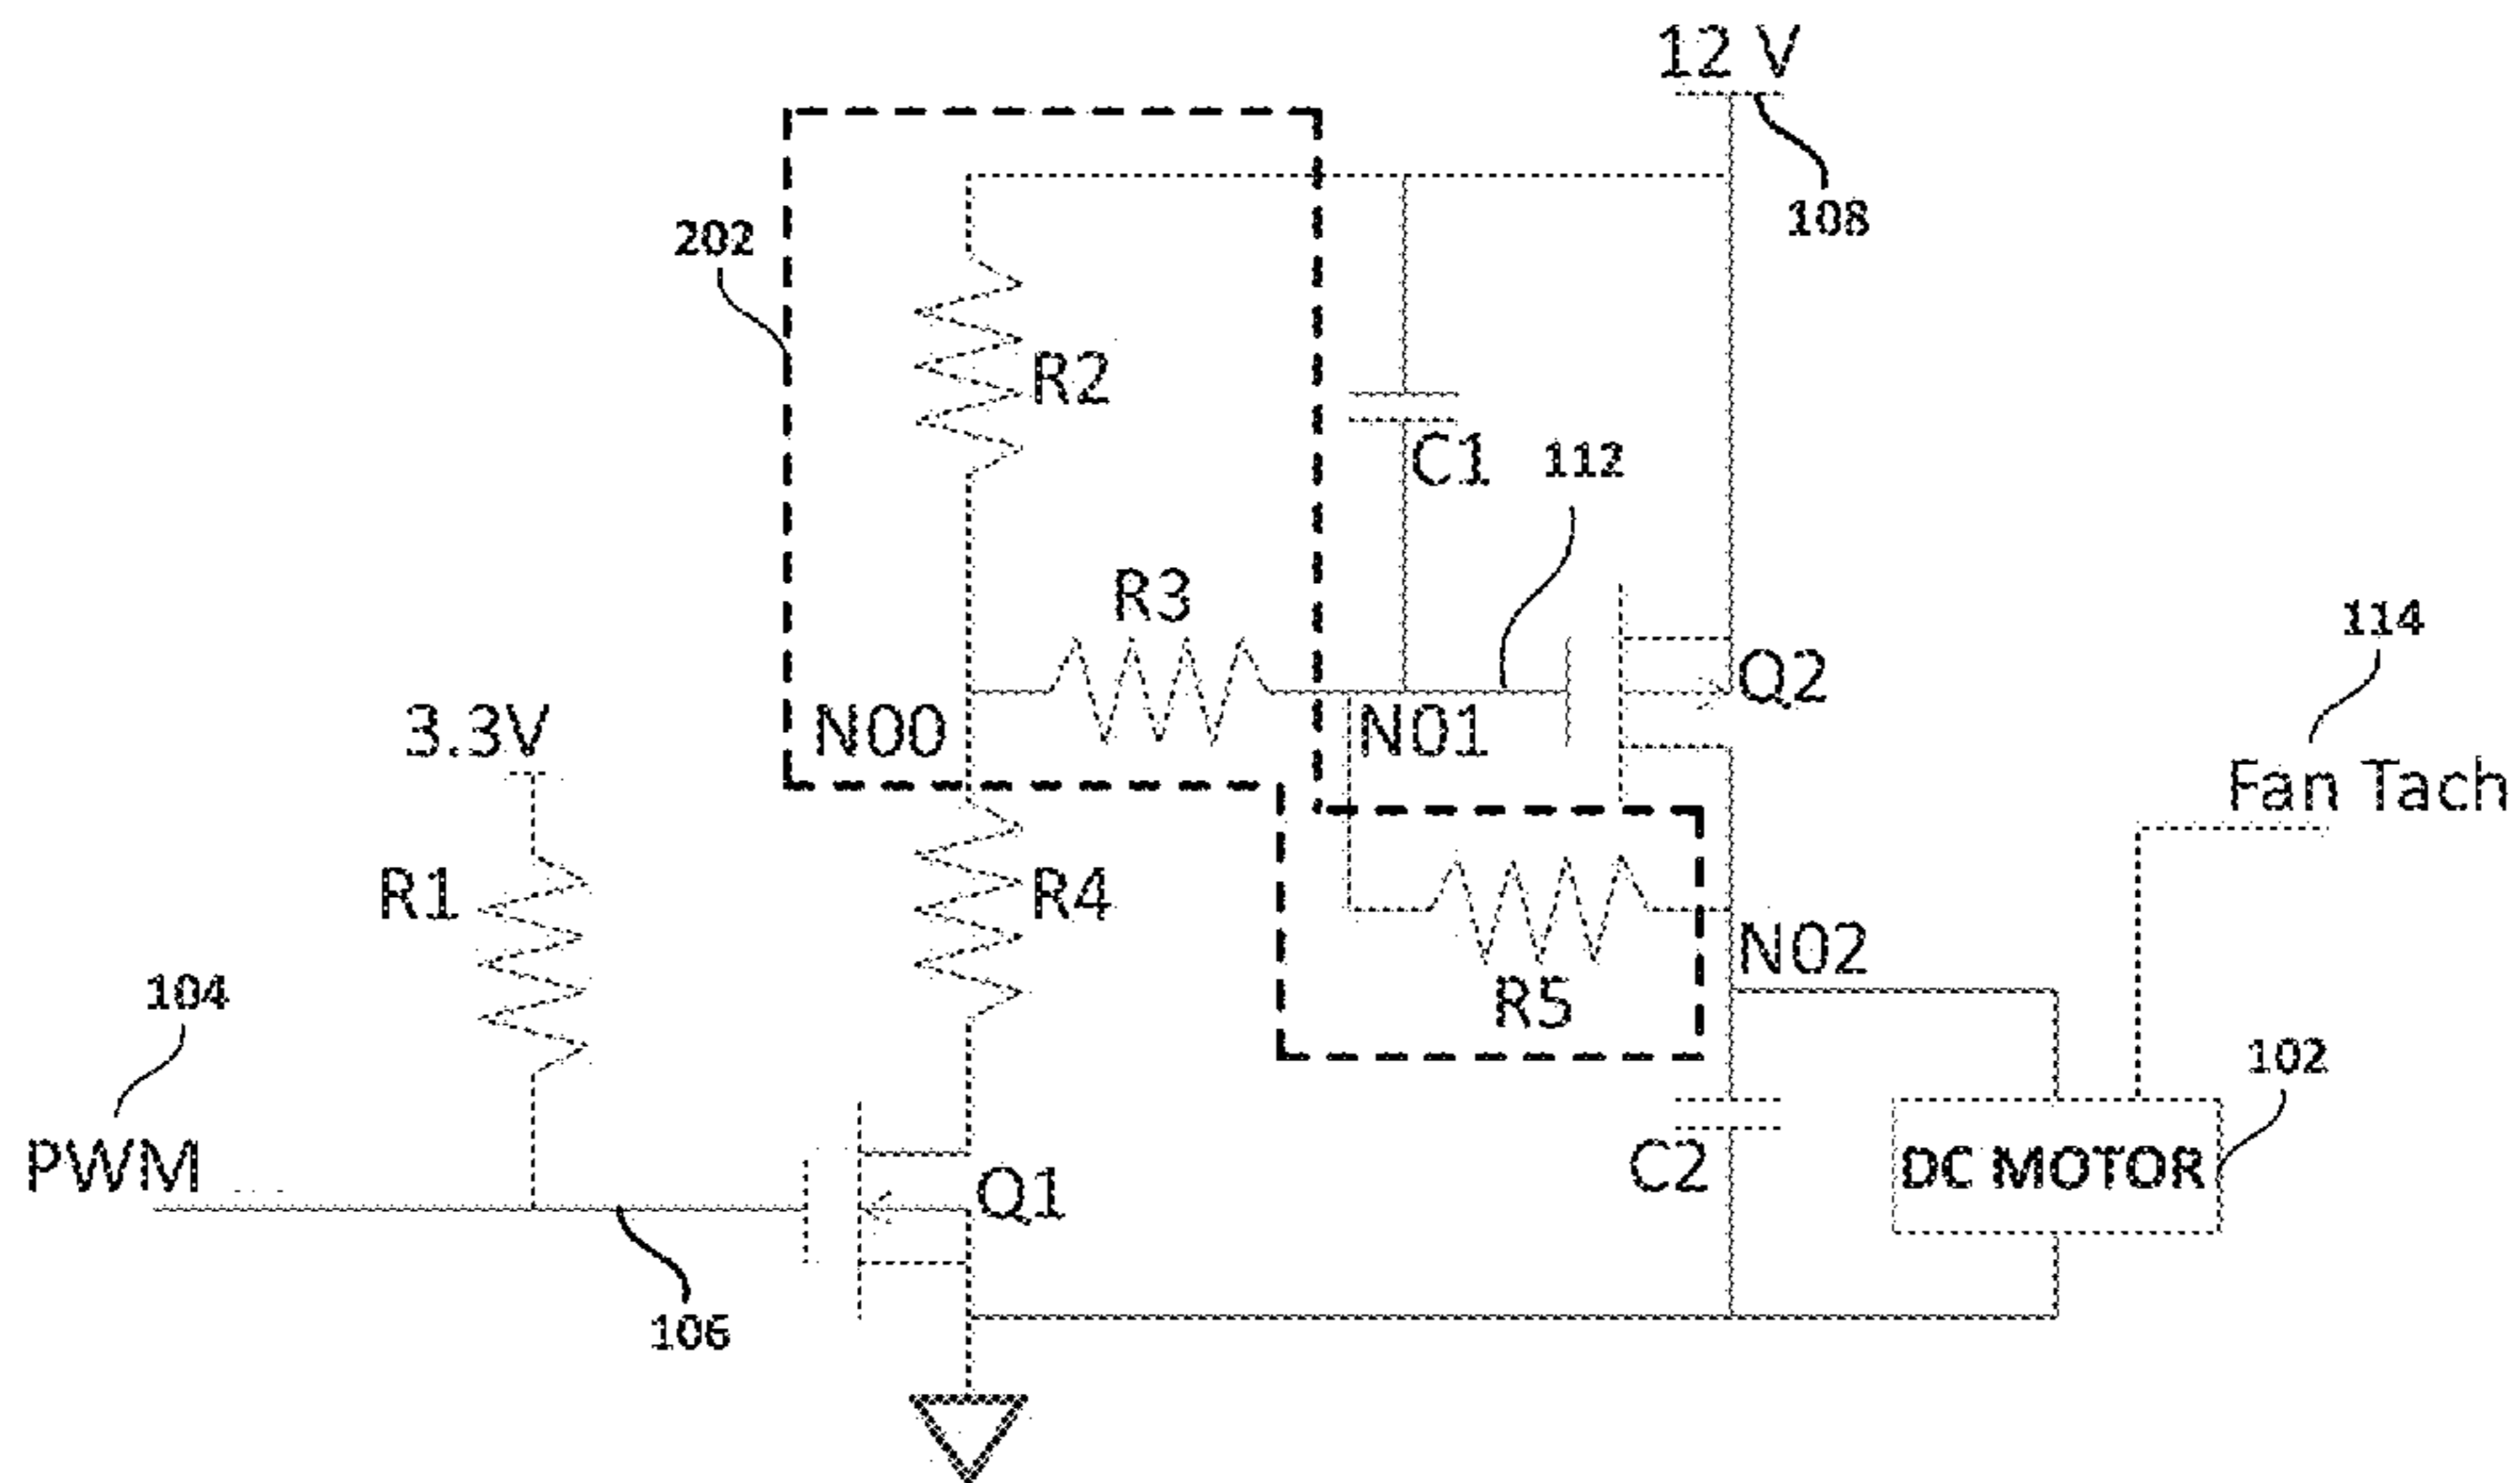 12 V
108
202
R2
C1
112
R3
114
Q2
N00
N01
3.3V
Fan Tach
R1
R4
N02
104
R5
102
PWM
Q1
C2
DC MOTOR
106